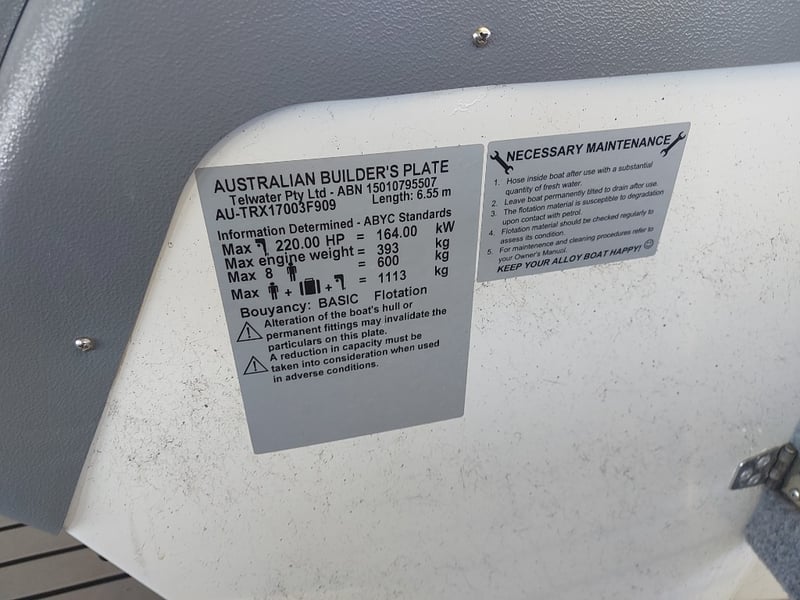 AUSTRALIAN BUILDER'S PLATE
Telwater Pty Ltd - ABN 15010795507
AU-TRX17003F909 Length: 6.55 m
Information Determined - ABYC Standards
Max 220.00 HP = 164.00 kW
Max engine weight = 393 kg
Max 8 = 600 kg
Max + + = 1113 kg
Bouyancy: BASIC Flotation
Alteration of the boat's hull or
permanent fittings may invalidate the
particulars on this plate.
A reduction in capacity must be
taken into consideration when used
in adverse conditions.
NECESSARY MAINTENANCE
1. Hose inside boat after use with a substantial
quantity of fresh water.
2. Leave boat permanently tilted to drain after use.
3. The flotation material is susceptible to degradation
upon contact with petrol.
4. Flotation material should be checked regularly to
assess its condition.
5. For maintenence and cleaning procedures refer to
your Owner's Manual.
KEEP YOUR ALLOY BOAT HAPPY!